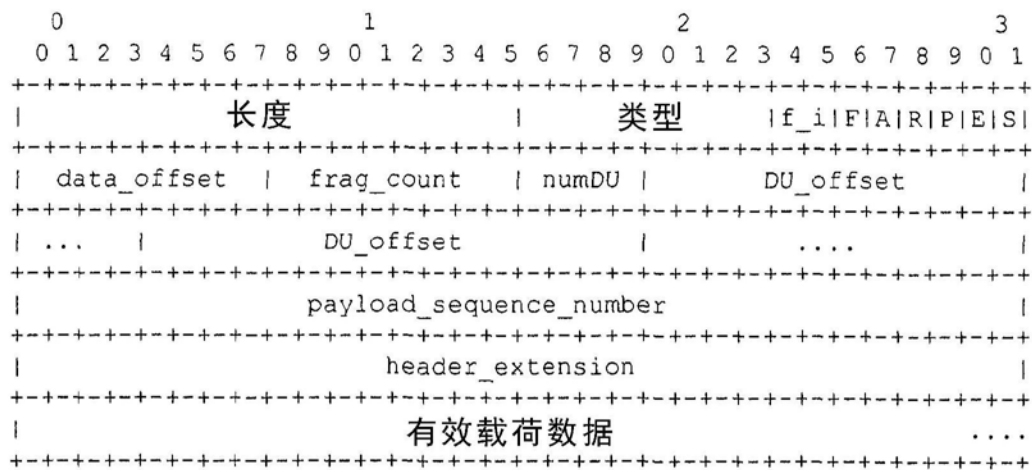 0 1 2 3
0 1 2 3 4 5 6 7 8 9 0 1 2 3 4 5 6 7 8 9 0 1 2 3 4 5 6 7 8 9 0 1
+-+-+-+-+-+-+-+-+-+-+-+-+-+-+-+-+-+-+-+-+-+-+-+-+-+-+-+-+-+-+-+-+
| 长度 | 类型 |f_i|F|A|R|P|E|S|
+-+-+-+-+-+-+-+-+-+-+-+-+-+-+-+-+-+-+-+-+-+-+-+-+-+-+-+-+-+-+-+-+
| data_offset | frag_count | numDU | DU_offset |
+-+-+-+-+-+-+-+-+-+-+-+-+-+-+-+-+-+-+-+-+-+-+-+-+-+-+-+-+-+-+-+-+
| ... | DU_offset | .... |
+-+-+-+-+-+-+-+-+-+-+-+-+-+-+-+-+-+-+-+-+-+-+-+-+-+-+-+-+-+-+-+-+
| payload_sequence_number |
+-+-+-+-+-+-+-+-+-+-+-+-+-+-+-+-+-+-+-+-+-+-+-+-+-+-+-+-+-+-+-+-+
| header_extension |
+-+-+-+-+-+-+-+-+-+-+-+-+-+-+-+-+-+-+-+-+-+-+-+-+-+-+-+-+-+-+-+-+
| 有效载荷数据 ....
+-+-+-+-+-+-+-+-+-+-+-+-+-+-+-+-+-+-+-+-+-+-+-+-+-+-+-+-+-+-+-+-+